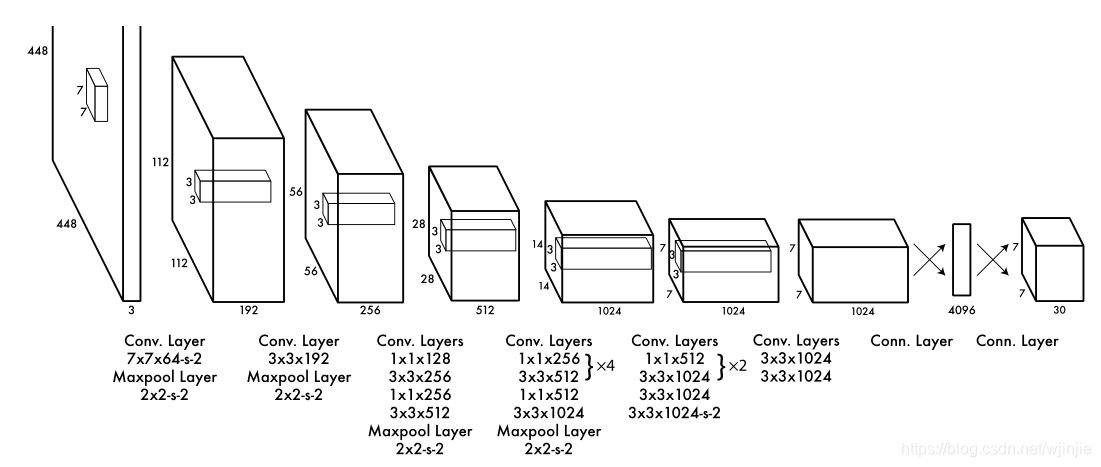 448
7
7
448
3
112
3
3
112
192
56
3
3
56
256
28
3
3
28
512
14
3
3
14
1024
7
3
3
7
1024
7
7
1024
4096
7
7
30
Conv. Layer
7x7x64-s-2
Maxpool Layer
2x2-s-2
Conv. Layer
3x3x192
Maxpool Layer
2x2-s-2
Conv. Layers
1x1x128
3x3x256
1x1x256
3x3x512
Maxpool Layer
2x2-s-2
Conv. Layers
1x1x256
3x3x512
}×4
1x1x512
3x3x1024
Maxpool Layer
2x2-s-2
Conv. Layers
1x1x512
3x3x1024
}×2
3x3x1024
3x3x1024-s-2
Conv. Layers
3x3x1024
3x3x1024
Conn. Layer
Conn. Layer
https://blog.csdn.net/wjinjie